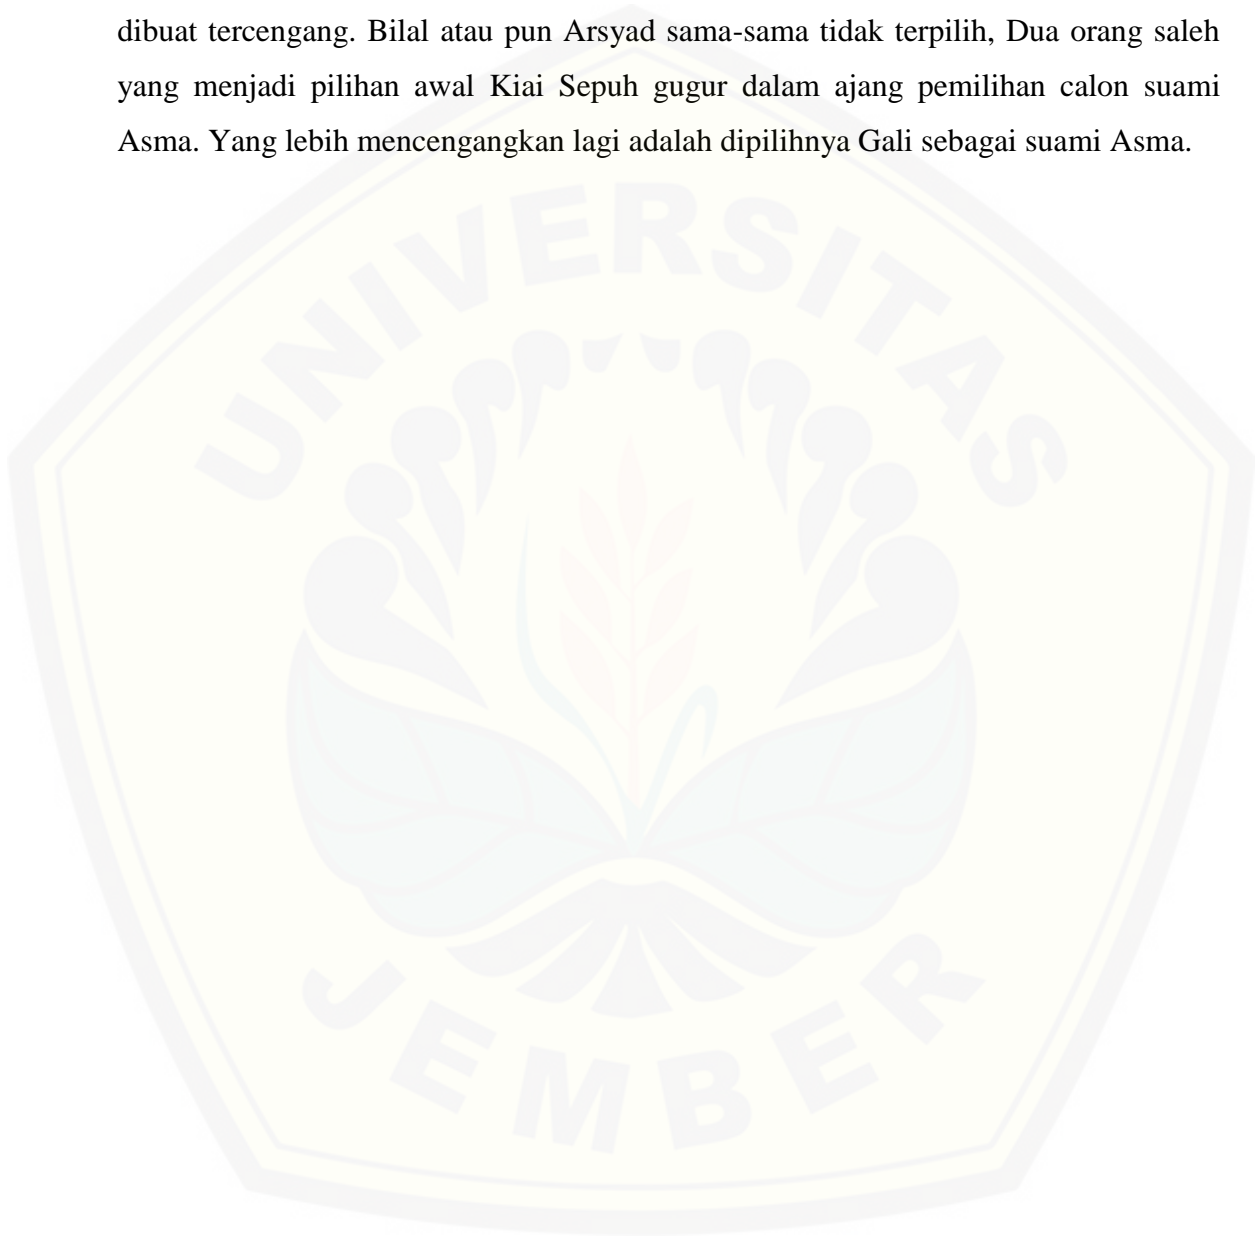 dibuat tercengang. Bilal atau pun Arsyad sama-sama tidak terpilih, Dua orang saleh
yang menjadi pilihan awal Kiai Sepuh gugur dalam ajang pemilihan calon suami
Asma. Yang lebih mencengangkan lagi adalah dipilihnya Gali sebagai suami Asma.
UNIVERSITAS
JEMBER